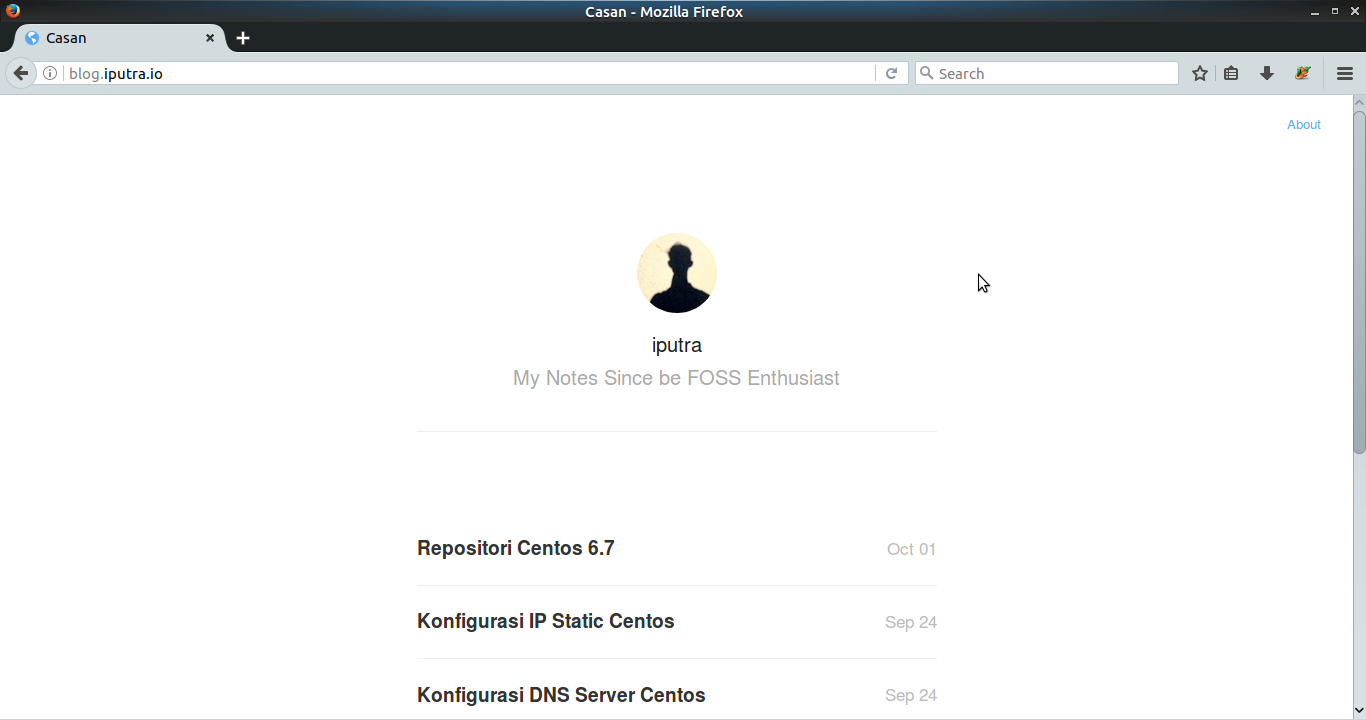 Casan - Mozilla Firefox
Casan
blog.iputra.io
Search
About
iputra
My Notes Since be FOSS Enthusiast
Repositori Centos 6.7
Oct 01
Konfigurasi IP Static Centos
Sep 24
Konfigurasi DNS Server Centos
Sep 24